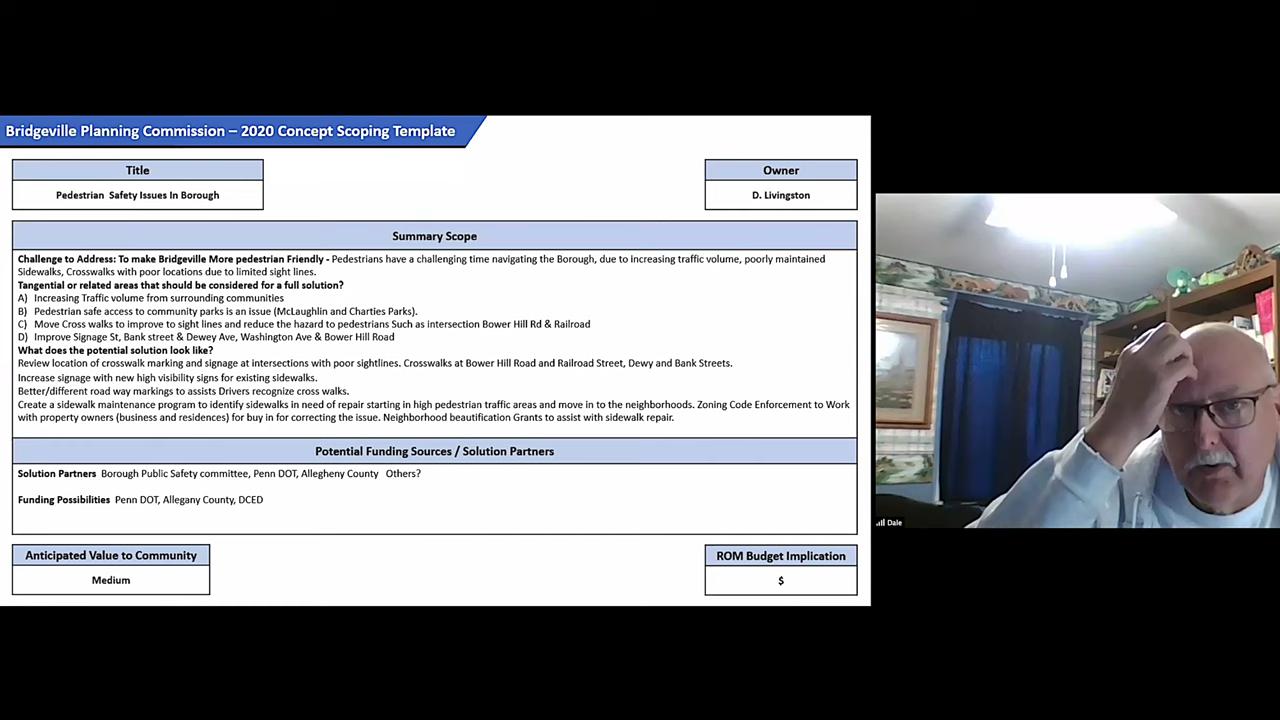 Bridgeville Planning Commission – 2020 Concept Scoping Template
Title
Owner
Pedestrian Safety Issues In Borough
D. Livingston
Summary Scope
Challenge to Address: To make Bridgeville More pedestrian Friendly - Pedestrians have a challenging time navigating the Borough, due to increasing traffic volume, poorly maintained
Sidewalks, Crosswalks with poor locations due to limited sight lines.
Tangential or related areas that should be considered for a full solution?
A) Increasing Traffic volume from surrounding communities
B) Pedestrian safe access to community parks is an issue (McLaughlin and Charties Parks).
C) Move Cross walks to improve to sight lines and reduce the hazard to pedestrians Such as intersection Bower Hill Rd & Railroad
D) Improve Signage St, Bank street & Dewey Ave, Washington Ave & Bower Hill Road
What does the potential solution look like?
Review location of crosswalk marking and signage at intersections with poor sightlines. Crosswalks at Bower Hill Road and Railroad Street, Dewy and Bank Streets.
Increase signage with new high visibility signs for existing sidewalks.
Better/different road way markings to assists Drivers recognize cross walks.
Create a sidewalk maintenance program to identify sidewalks in need of repair starting in high pedestrian traffic areas and move in to the neighborhoods. Zoning Code Enforcement to Work
with property owners (business and residences) for buy in for correcting the issue. Neighborhood beautification Grants to assist with sidewalk repair.
Potential Funding Sources / Solution Partners
Solution Partners Borough Public Safety committee, Penn DOT, Allegheny County Others?
Funding Possibilities Penn DOT, Allegany County, DCED
Anticipated Value to Community
ROM Budget Implication
Medium
$
Dale